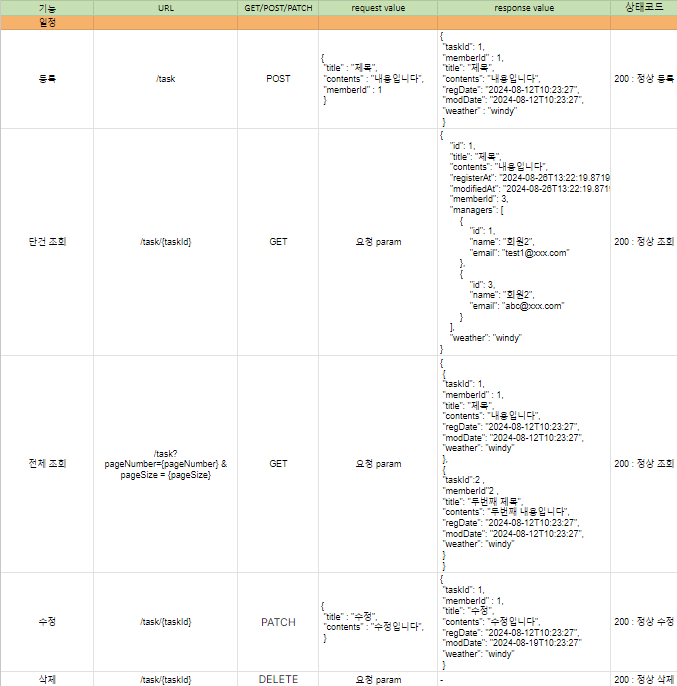 기능 URL GET/POST/PATCH request value response value 상태코드
일정
등록 /task POST
{
"title" : "제목",
"contents" : "내용입니다",
"memberId" : 1
}
{
"taskId": 1,
"memberId" : 1,
"title": "제목",
"contents": "내용입니다",
"regDate": "2024-08-12T10:23:27",
"modDate": "2024-08-12T10:23:27",
"weather" : "windy"
}
200 : 정상 등록
단건 조회 /task/{taskId} GET 요청 param
{
"id": 1,
"title": "제목",
"contents": "내용입니다",
"registerAt": "2024-08-26T13:22:19.8719
"modifiedAt": "2024-08-26T13:22:19.8719
"memberId": 3,
"managers": [
{
"id": 1,
"name": "회원2",
"email": "test1@xxx.com"
},
{
"id": 3,
"name": "회원2",
"email": "abc@xxx.com"
}
],
"weather": "windy"
}
200 : 정상 조회
전체 조회
/task?
pageNumber={pageNumber} &
pageSize = {pageSize}
GET 요청 param
{
{
"taskId": 1,
"memberId" : 1,
"title": "제목",
"contents": "내용입니다",
"regDate": "2024-08-12T10:23:27",
"modDate": "2024-08-12T10:23:27",
"weather": "windy"
},
{
"taskId":2 ,
"memberId"2 ,
"title": "두번째 제목",
"contents": "두번째 내용입니다",
"regDate": "2024-08-12T10:23:27",
"modDate": "2024-08-12T10:23:27",
"weather": "windy"
}
}
200 : 정상 조회
수정 /task/{taskId} PATCH
{
"title" : "수정",
"contents" : "수정입니다",
}
{
"taskId": 1,
"memberId" : 1,
"title": "수정",
"contents": "수정입니다",
"regDate": "2024-08-12T10:23:27",
"modDate": "2024-08-19T10:23:27"
"weather": "windy"
}
200 : 정상 수정
삭제 /task/{taskId} DELETE 요청 param - 200 : 정상 삭제